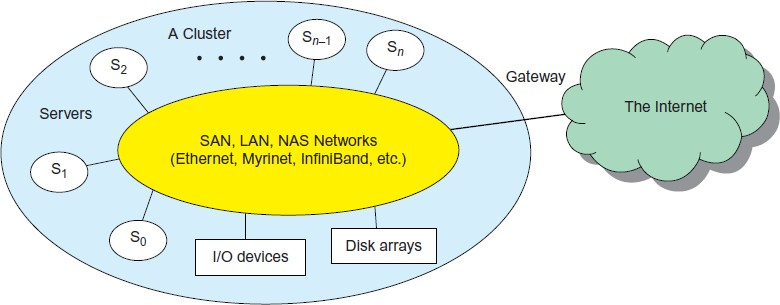 A Cluster
S2
. . . .
Sn–1
Sn
Gateway
The Internet
Servers
SAN, LAN, NAS Networks
(Ethernet, Myrinet, InfiniBand, etc.)
S1
S0
I/O devices
Disk arrays